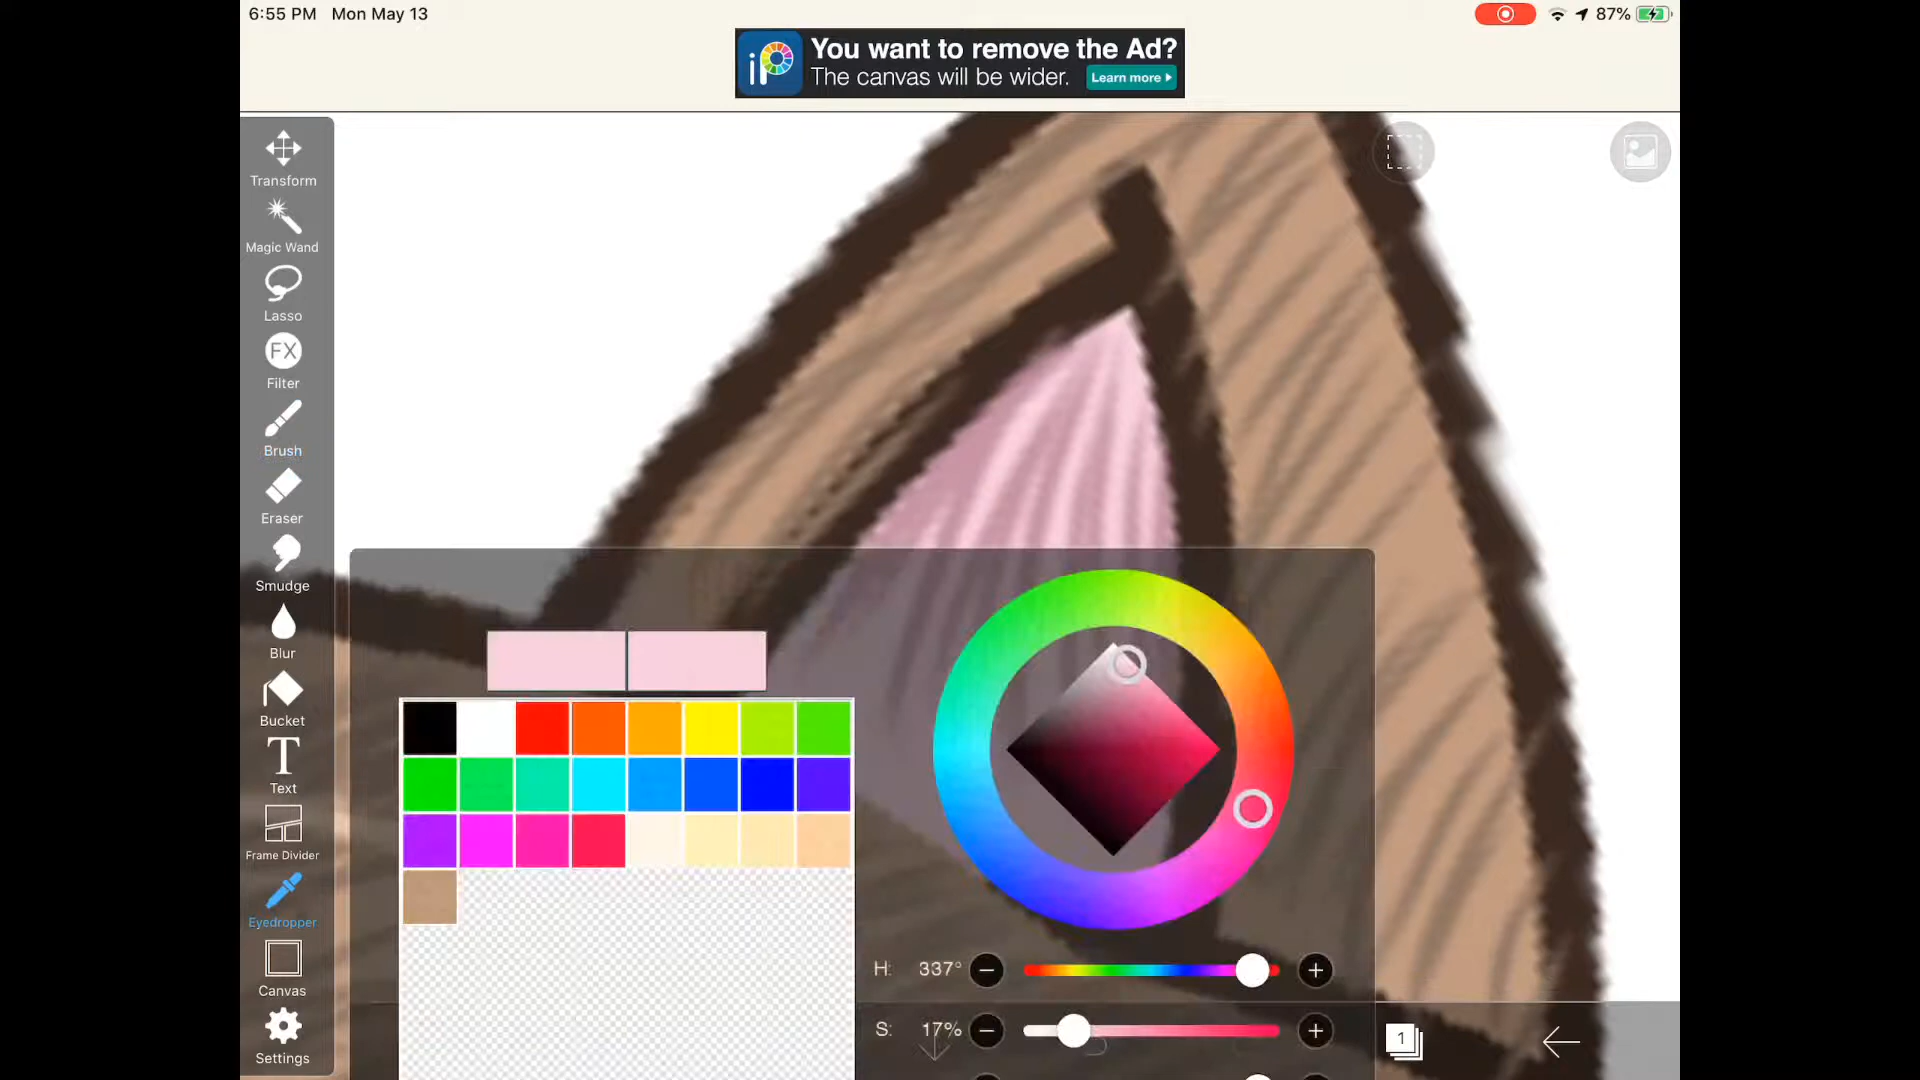 6:55 PM Mon May 13
87%
iP
You want to remove the Ad?
The canvas will be wider.
Learn more
Transform
Magic Wand
Lasso
FX
Filter
Brush
Eraser
Smudge
Blur
Bucket
T
Text
Frame Divider
Eyedropper
Canvas
Settings
H: 337°
S: 17%
1